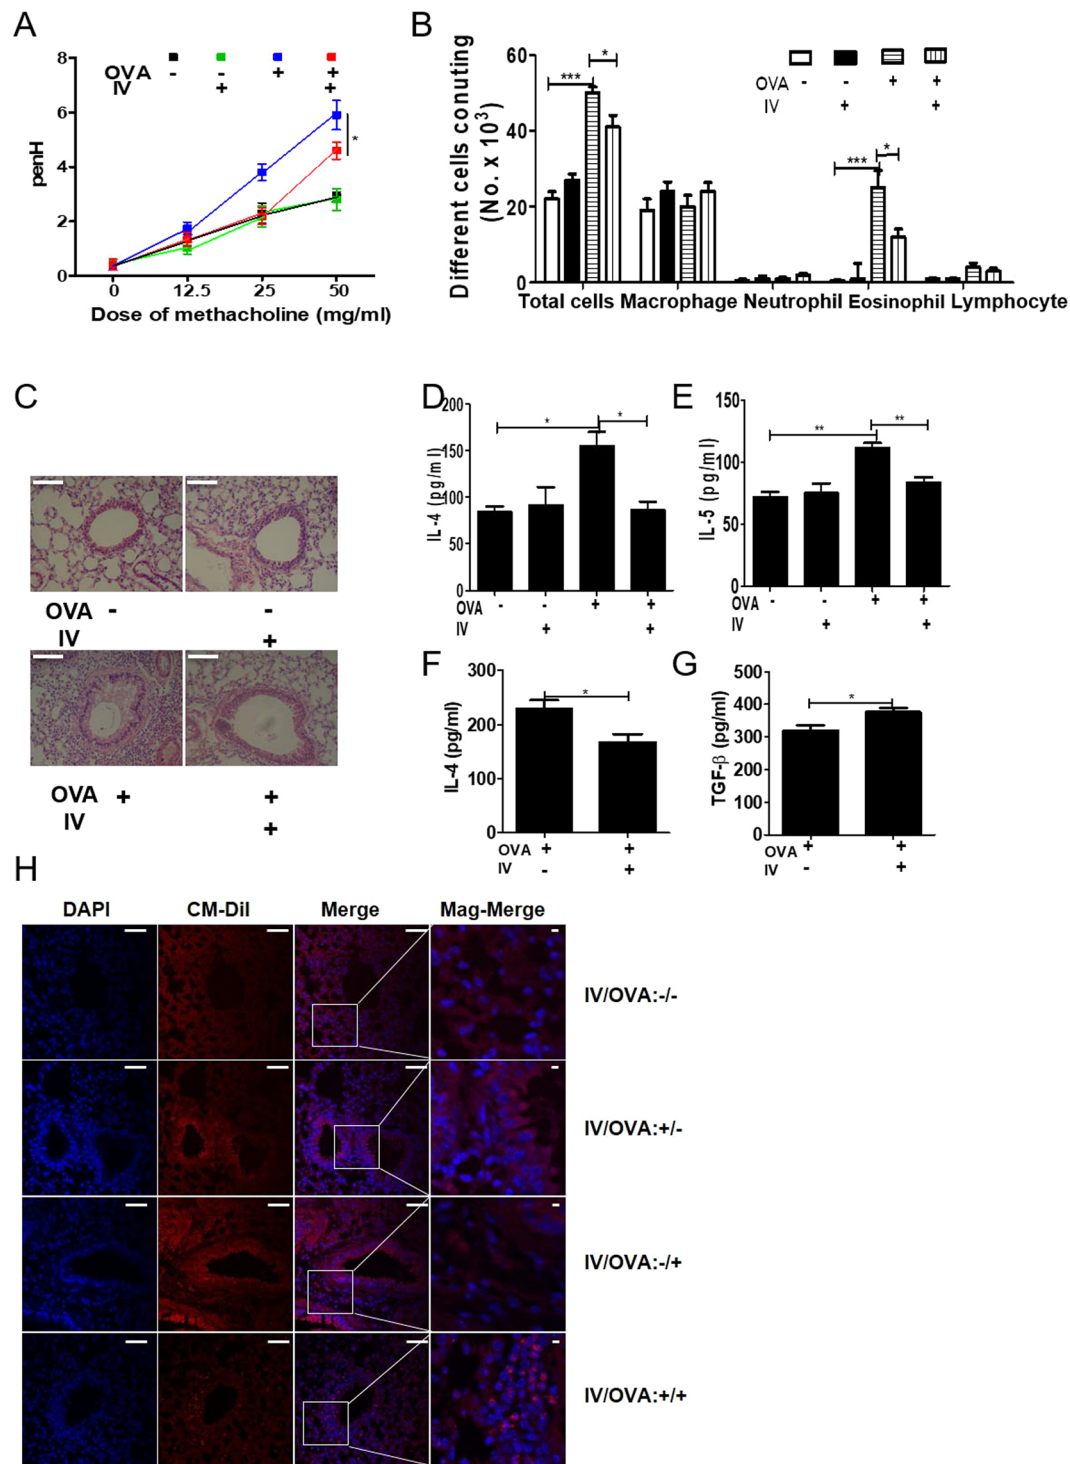 A
8
6
4
2
0
penH
OVA - - + +
IV + +
*
0 12.5 25 50
Dose of methacholine (mg/ml)
B
60
40
20
0
Different cells conuting
(No. x 10³)
OVA - - + +
IV + +
*** *
*** *
Total cells Macrophage Neutrophil Eosinophil Lymphocyte
C
OVA - -
IV +
OVA + +
IV +
D
200
150
100
50
0
IL-4 (pg/ml)
* *
OVA - - + +
IV + +
E
150
100
50
0
IL-5 (pg/ml)
** **
OVA - - + +
IV + +
F
300
200
100
0
IL-4 (pg/ml)
*
OVA + +
IV - +
G
500
400
300
200
100
0
TGF-β (pg/ml)
*
OVA + +
IV - +
H
DAPI CM-Dil Merge Mag-Merge
IV/OVA:-/-
IV/OVA:+/-
IV/OVA:-/+
IV/OVA:+/+